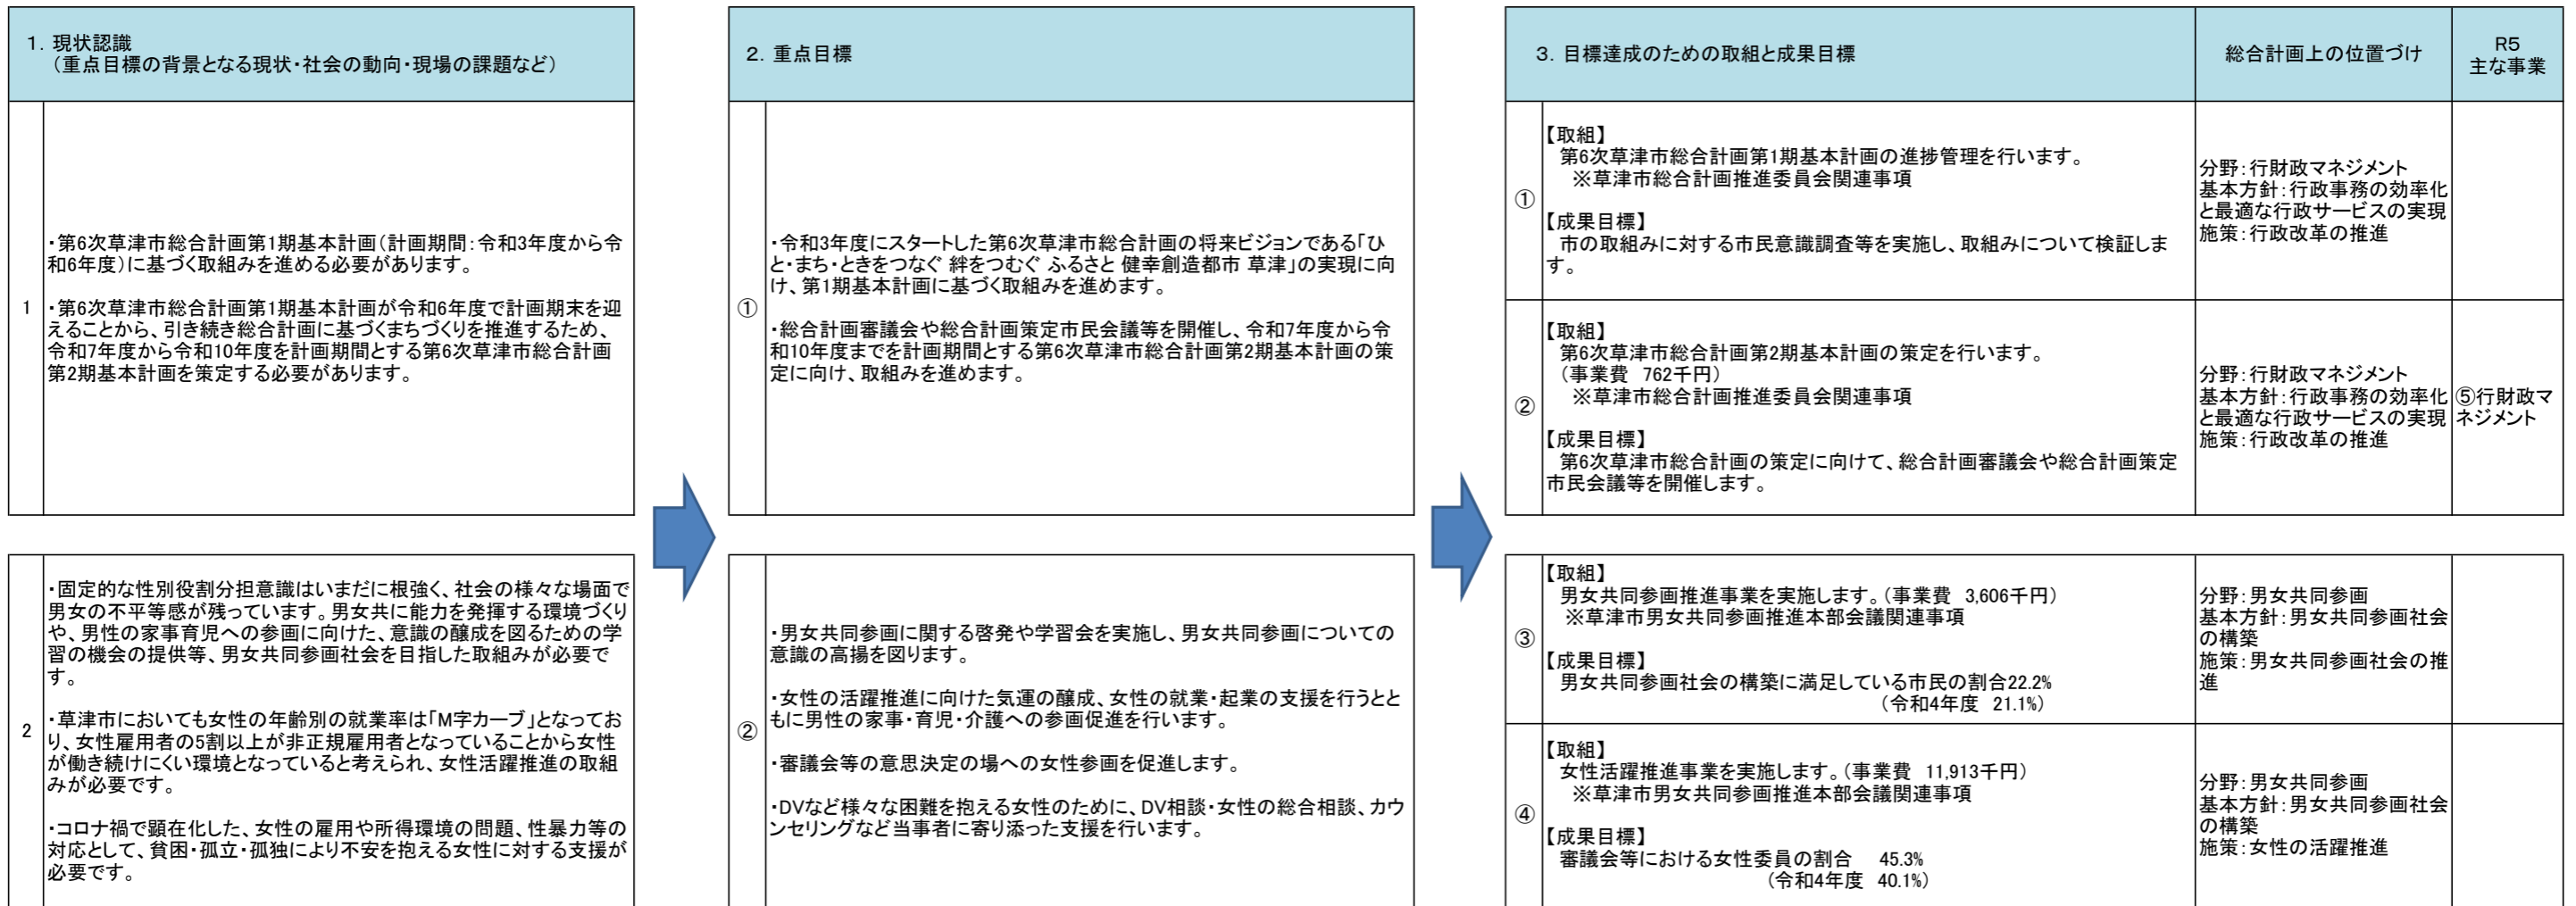 1．現状認識
（重点目標の背景となる現状・社会の動向・現場の課題など）
1
・第6次草津市総合計画第1期基本計画（計画期間：令和3年度から令
和6年度）に基づく取組みを進める必要があります。
・第6次草津市総合計画第1期基本計画が令和6年度で計画期末を迎
えることから、引き続き総合計画に基づくまちづくりを推進するため、
令和7年度から令和10年度を計画期間とする第6次草津市総合計画
第2期基本計画を策定する必要があります。
2
・固定的な性別役割分担意識はいまだに根強く、社会の様々な場面で
男女の不平等感が残っています。男女共に能力を発揮する環境づくり
や、男性の家事育児への参画に向けた、意識の醸成を図るための学
習の機会の提供等、男女共同参画社会を目指した取組みが必要で
す。
・草津市においても女性の年齢別の就業率は「M字カーブ」となってお
り、女性雇用者の5割以上が非正規雇用者となっていることから女性
が働き続けにくい環境となっていると考えられ、女性活躍推進の取組
みが必要です。
・コロナ禍で顕在化した、女性の雇用や所得環境の問題、性暴力等の
対応として、貧困・孤立・孤独により不安を抱える女性に対する支援が
必要です。
2．重点目標
①
・令和3年度にスタートした第6次草津市総合計画の将来ビジョンである「ひ
と・まち・ときをつなぐ 絆をつむぐ ふるさと 健幸創造都市 草津」の実現に向
け、第1期基本計画に基づく取組みを進めます。
・総合計画審議会や総合計画策定市民会議等を開催し、令和7年度から令
和10年度までを計画期間とする第6次草津市総合計画第2期基本計画の策
定に向け、取組みを進めます。
②
・男女共同参画に関する啓発や学習会を実施し、男女共同参画についての
意識の高揚を図ります。
・女性の活躍推進に向けた気運の醸成、女性の就業・起業の支援を行うとと
もに男性の家事・育児・介護への参画促進を行います。
・審議会等の意思決定の場への女性参画を促進します。
・DVなど様々な困難を抱える女性のために、DV相談・女性の総合相談、カウ
ンセリングなど当事者に寄り添った支援を行います。
3．目標達成のための取組と成果目標
総合計画上の位置づけ
R5
主な事業
①
【取組】
第6次草津市総合計画第1期基本計画の進捗管理を行います。
※草津市総合計画推進委員会関連事項
【成果目標】
市の取組みに対する市民意識調査等を実施し、取組みについて検証しま
す。
分野：行財政マネジメント
基本方針：行政事務の効率化
と最適な行政サービスの実現
施策：行政改革の推進
②
【取組】
第6次草津市総合計画第2期基本計画の策定を行います。
（事業費 762千円）
※草津市総合計画推進委員会関連事項
【成果目標】
第6次草津市総合計画の策定に向けて、総合計画審議会や総合計画策定
市民会議等を開催します。
分野：行財政マネジメント
基本方針：行政事務の効率化
と最適な行政サービスの実現
施策：行政改革の推進
⑤行財政マ
ネジメント
③
【取組】
男女共同参画推進事業を実施します。（事業費 3,606千円）
※草津市男女共同参画推進本部会議関連事項
【成果目標】
男女共同参画社会の構築に満足している市民の割合22.2%
（令和4年度 21.1%）
分野：男女共同参画
基本方針：男女共同参画社会
の構築
施策：男女共同参画社会の推
進
④
【取組】
女性活躍推進事業を実施します。（事業費 11,913千円）
※草津市男女共同参画推進本部会議関連事項
【成果目標】
審議会等における女性委員の割合 45.3%
（令和4年度 40.1%）
分野：男女共同参画
基本方針：男女共同参画社会
の構築
施策：女性の活躍推進